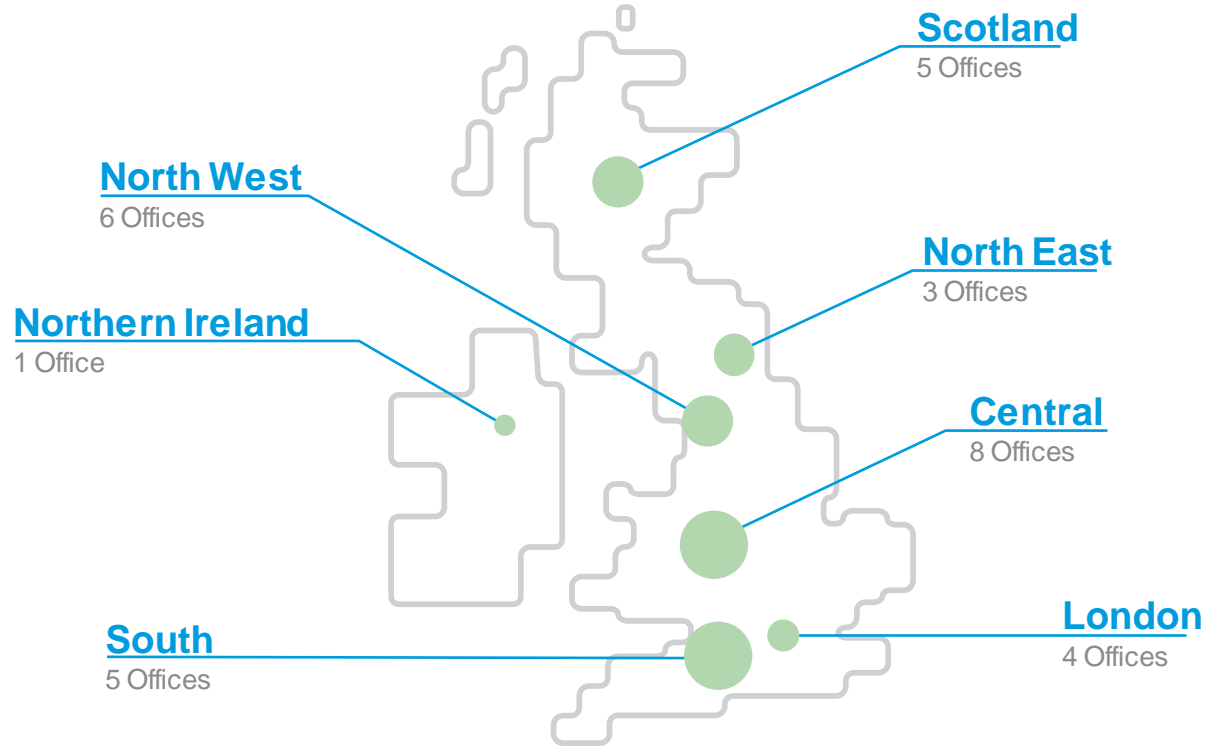 Scotland
5 Offices
North West
6 Offices
North East
3 Offices
Northern Ireland
1 Office
Central
8 Offices
London
4 Offices
South
5 Offices